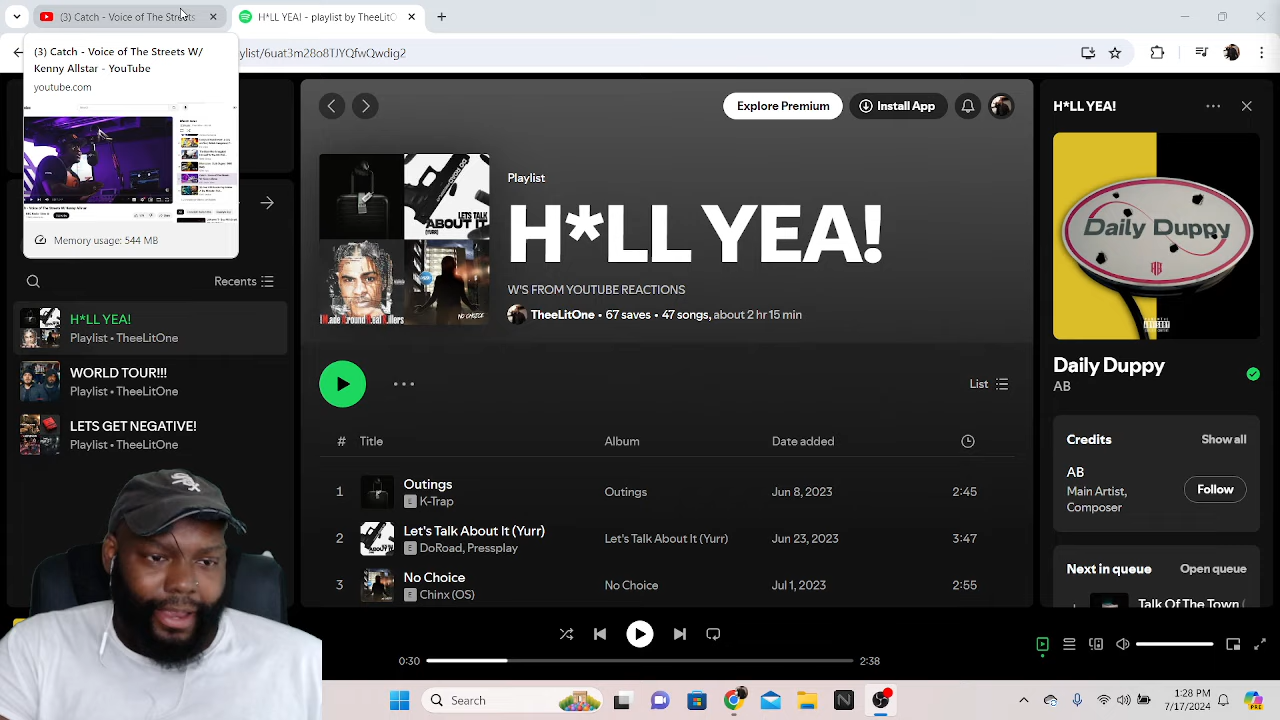 H*LL YEA! - playlist by TheeLitO
(3) Catch - Voice of The Streets W/
Kenny Allstar - YouTube
youtube.com
Memory usage: 544 MB
ylist/6uat3m28o8TJYQfwQwdig2
Explore Premium
Install App
H*LL YEA!
Playlist
H*LL YEA!
W'S FROM YOUTUBE REACTIONS
TheeLitOne • 67 saves • 47 songs, about 2 hr 15 min
Recents
H*LL YEA!
Playlist • TheeLitOne
WORLD TOUR!!!
Playlist • TheeLitOne
LETS GET NEGATIVE!
Playlist • TheeLitOne
List
# Title Album Date added
1 Outings Outings Jun 8, 2023 2:45
E K-Trap
2 Let's Talk About It (Yurr) Let's Talk About It (Yurr) Jun 23, 2023 3:47
E DoRoad, Pressplay
3 No Choice No Choice Jul 1, 2023 2:55
E Chinx (OS)
Daily Duppy
Daily Duppy
AB
Credits Show all
AB
Main Artist,
Composer
Follow
Next in queue Open queue
Talk Of The Town (
0:30 2:38
Search
1:28 PM
7/17/2024
PRE